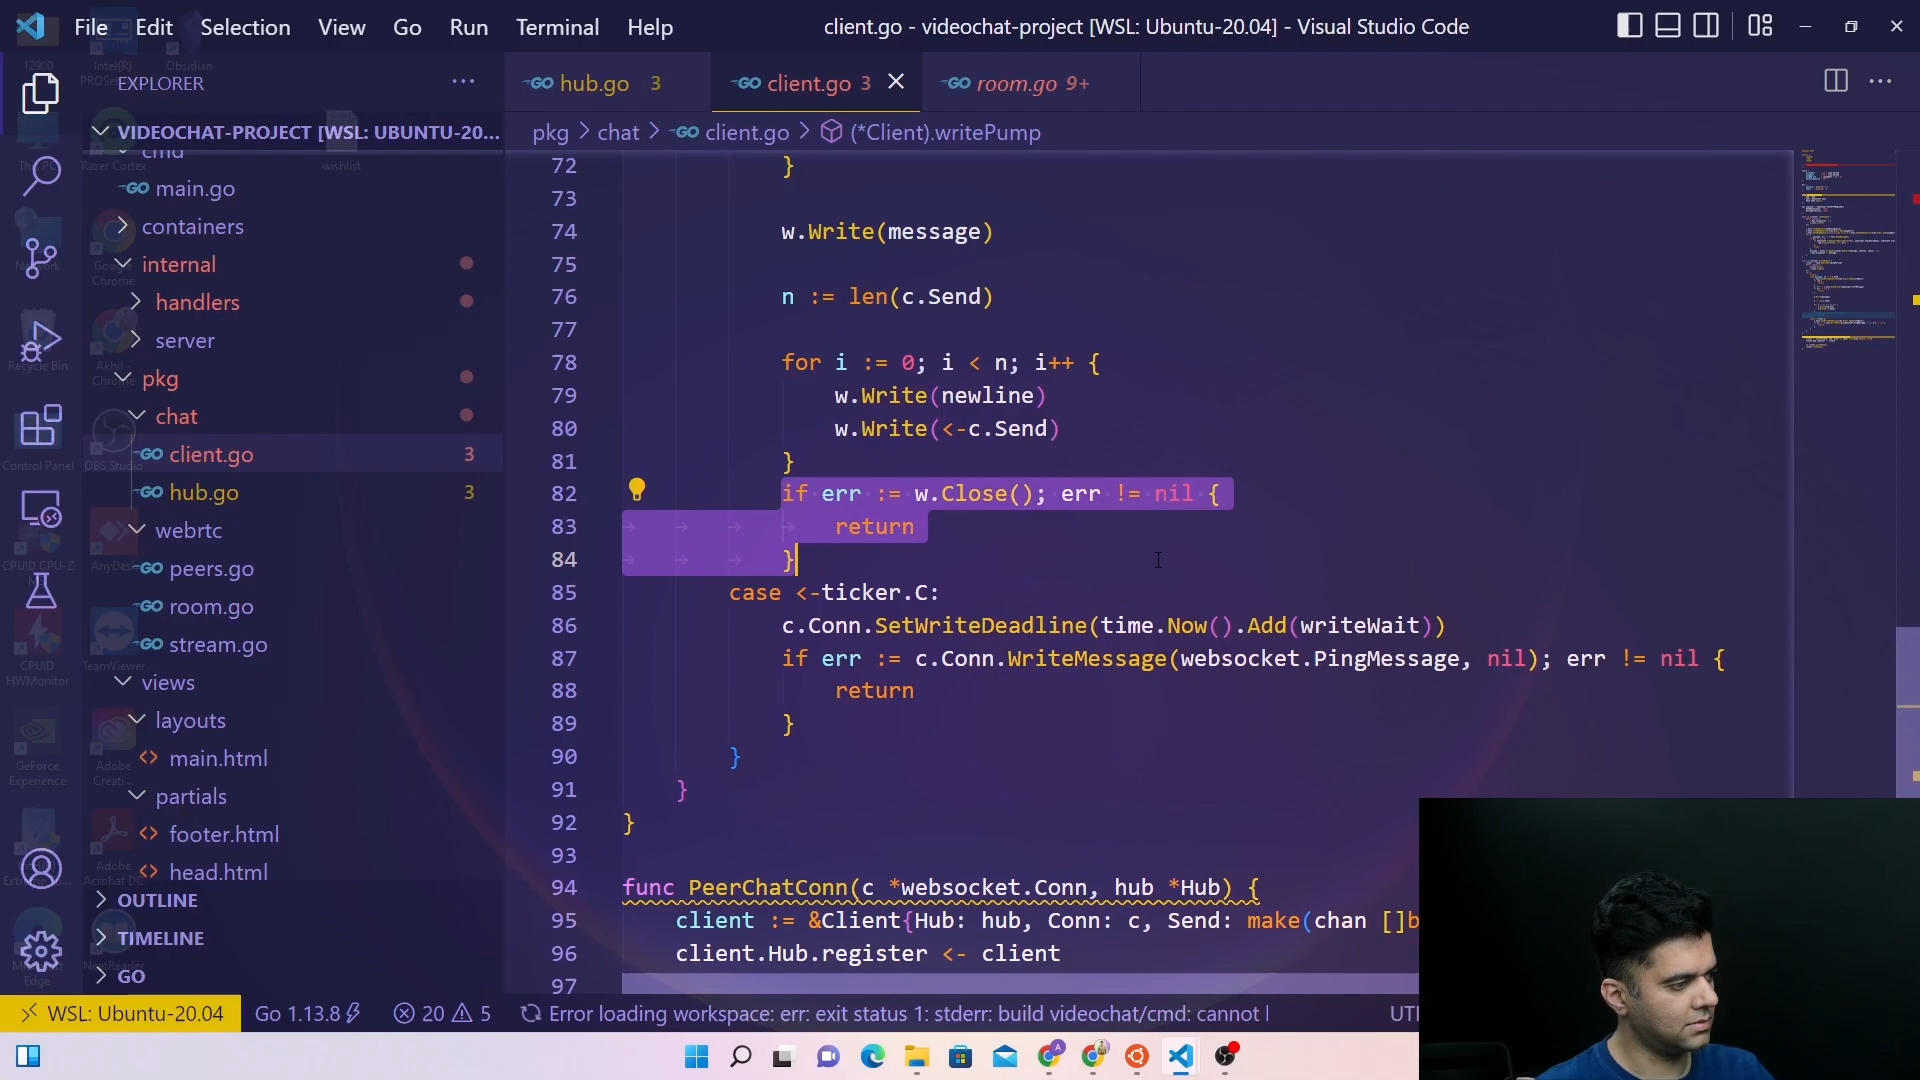 File Edit Selection View Go Run Terminal Help
client.go - videochat-project [WSL: Ubuntu-20.04] - Visual Studio Code
EXPLORER
hub.go 3
client.go 3
room.go 9+
VIDEOCHAT-PROJECT [WSL: UBUNTU-20...
pkg > chat > client.go > (*Client).writePump
cmd
main.go
containers
internal
handlers
server
pkg
chat
client.go 3
hub.go 3
webrtc
peers.go
room.go
stream.go
views
layouts
main.html
partials
footer.html
head.html
OUTLINE
TIMELINE
GO
72 }
73
74 w.Write(message)
75
76 n := len(c.Send)
77
78 for i := 0; i < n; i++ {
79 w.Write(newline)
80 w.Write(<-c.Send)
81 }
82 if err := w.Close(); err != nil {
83 return
84 }
85 case <-ticker.C:
86 c.Conn.SetWriteDeadline(time.Now().Add(writeWait))
87 if err := c.Conn.WriteMessage(websocket.PingMessage, nil); err != nil {
88 return
89 }
90 }
91 }
92 }
93
94 func PeerChatConn(c *websocket.Conn, hub *Hub) {
95 client := &Client{Hub: hub, Conn: c, Send: make(chan []b
96 client.Hub.register <- client
97
WSL: Ubuntu-20.04 Go 1.13.8 20 5 Error loading workspace: err: exit status 1: stderr: build videochat/cmd: cannot l
UTF